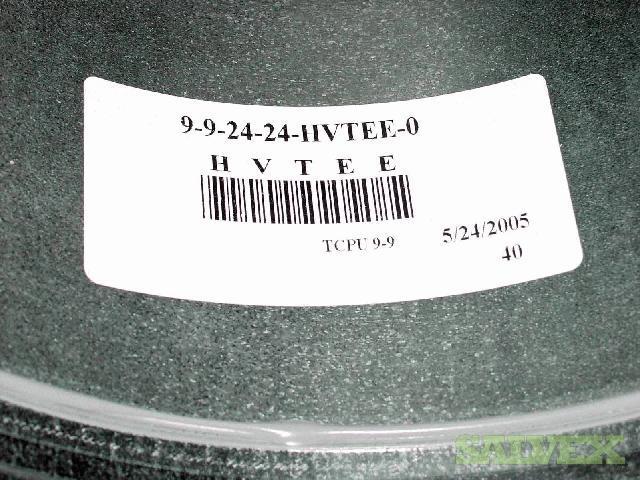 9-9-24-24-HVTEE-0
H V T E E
TCPU 9-9
5/24/2005
40
SALVEX